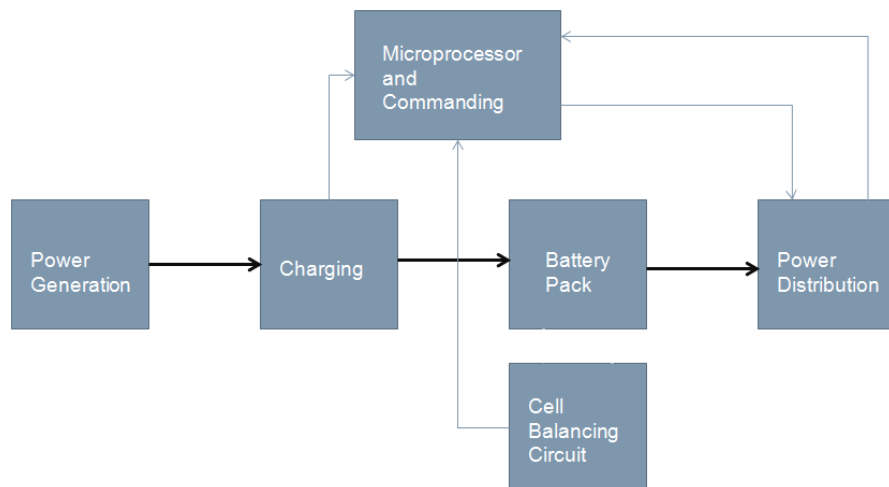 Microprocessor
and
Commanding
Power
Generation
Charging
Battery
Pack
Power
Distribution
Cell
Balancing
Circuit